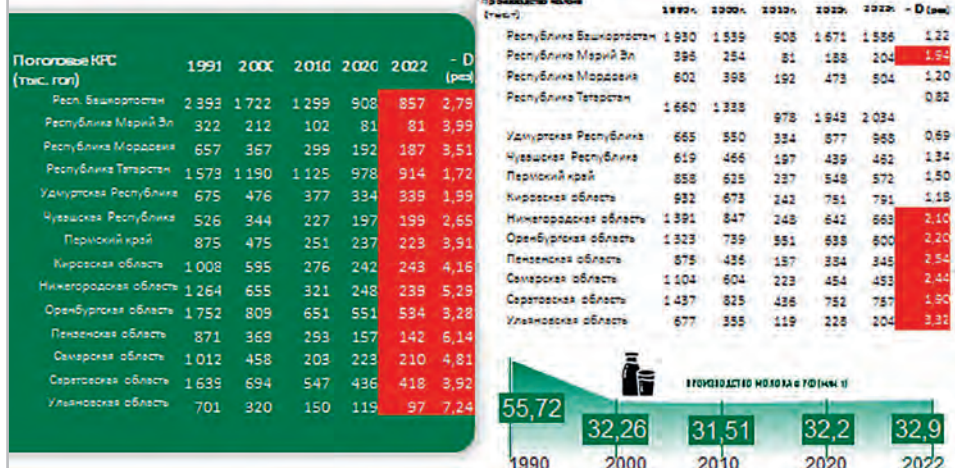 Поголовье КРС
(тыс. гол) 1991 2000 2010 2020 2022 - D (раз)
Респ. Башкортостан 2 393 1 722 1 299 908 857 2,79
Республика Марий Эл 322 212 102 81 81 3,99
Республика Мордовия 657 367 299 192 187 3,51
Республика Татарстан 1 573 1 190 1 125 978 914 1,72
Удмуртская Республика 675 476 377 334 339 1,99
Чувашская Республика 526 344 227 197 199 2,65
Пермский край 875 475 251 237 223 3,91
Кировская область 1 008 595 276 242 243 4,16
Нижегородская область 1 264 655 321 248 239 5,29
Оренбургская область 1 752 809 651 551 534 3,28
Пензенская область 871 369 293 157 142 6,14
Самарская область 1 012 458 203 223 210 4,81
Саратовская область 1 639 694 547 436 418 3,92
Ульяновская область 701 320 150 119 97 7,24
Производство молока
(тыс.т) 1990г. 2000г. 2010г. 2020г. 2022г. - D (раз)
Республика Башкортостан 1 930 1 539 908 1 671 1 586 1,22
Республика Марий Эл 396 254 81 188 204 1,94
Республика Мордовия 602 398 192 473 504 1,20
Республика Татарстан 1 660 1 338 978 1 943 2 034 0,82
Удмуртская Республика 665 550 334 877 968 0,69
Чувашская Республика 619 466 197 439 462 1,34
Пермский край 858 625 237 548 572 1,50
Кировская область 932 673 242 751 791 1,18
Нижегородская область 1 391 847 248 642 663 2,10
Оренбургская область 1 323 739 551 638 600 2,20
Пензенская область 875 436 157 384 345 2,54
Самарская область 1 104 604 223 454 453 2,44
Саратовская область 1 437 825 436 752 757 1,90
Ульяновская область 677 355 119 228 204 3,32
ПРОИЗВОДСТВО МОЛОКА В РФ (млн. т)
55,72 32,26 31,51 32,2 32,9
1990 2000 2010 2020 2022